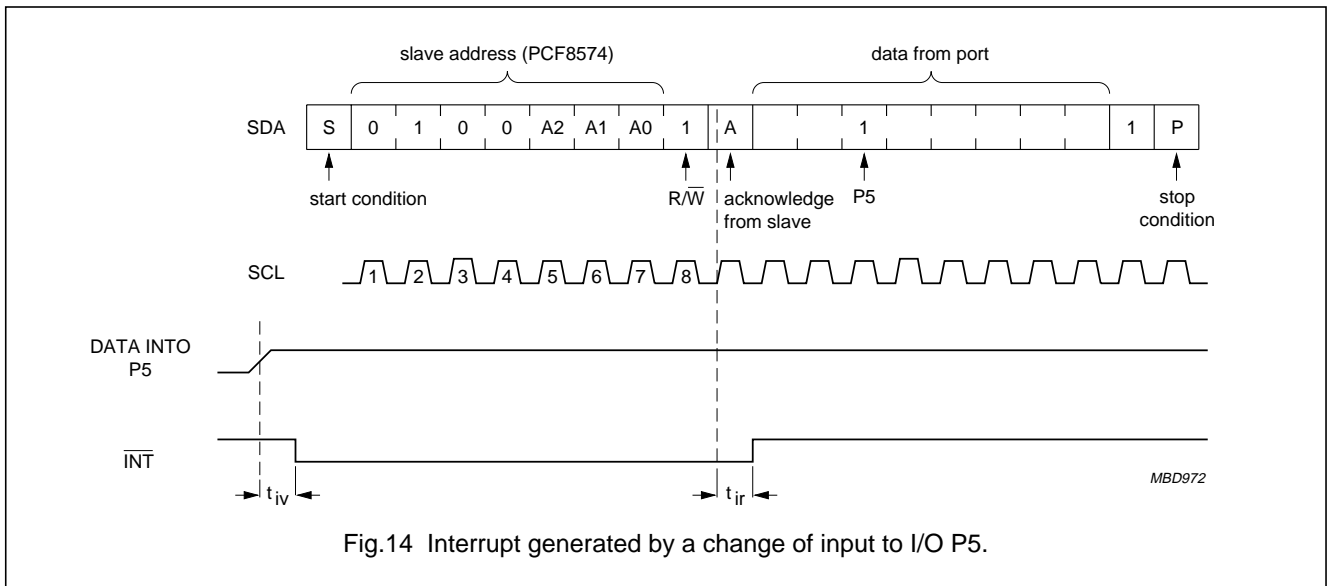 slave address (PCF8574) data from port
SDA S 0 1 0 0 A2 A1 A0 1 A 1 1 P
start condition R/W̅ acknowledge from slave P5 stop condition
SCL 1 2 3 4 5 6 7 8
DATA INTO
P5
I̅N̅T̅
t iv t ir
MBD972
Fig.14 Interrupt generated by a change of input to I/O P5.